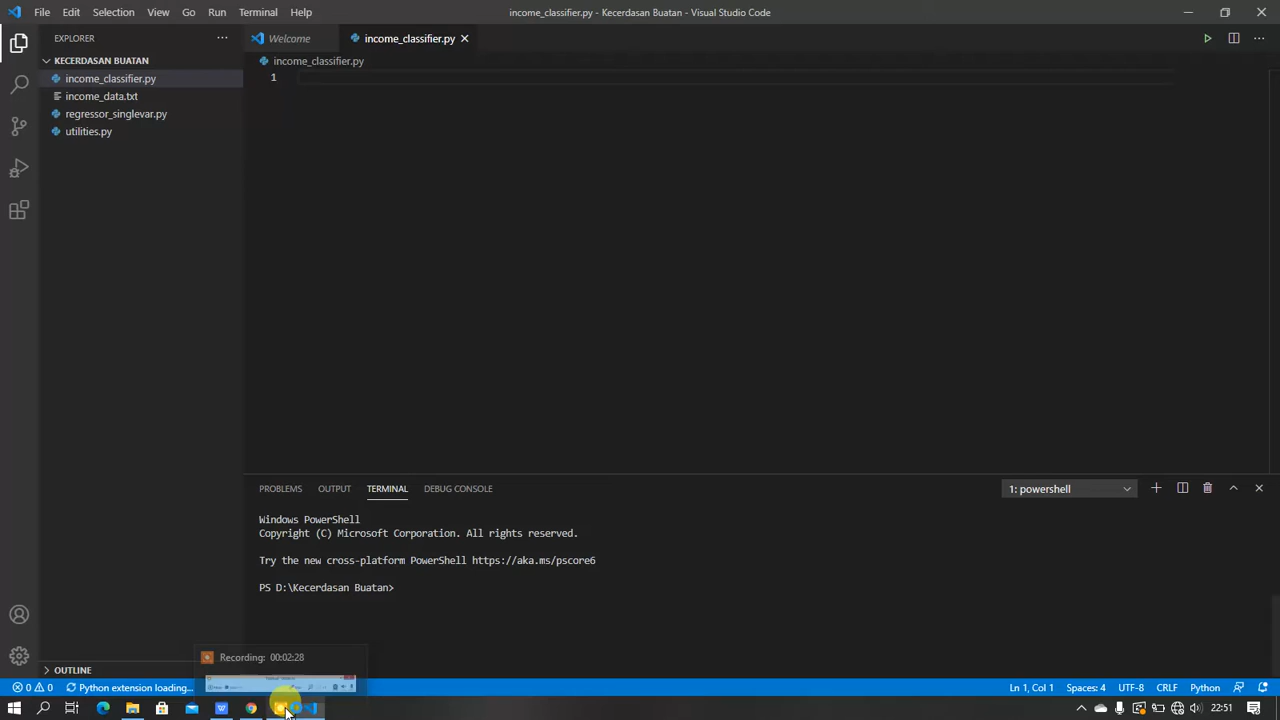 File Edit Selection View Go Run Terminal Help
income_classifier.py - Kecerdasan Buatan - Visual Studio Code
EXPLORER
Welcome
income_classifier.py
KECERDASAN BUATAN
income_classifier.py
income_data.txt
regressor_singlevar.py
utilities.py
income_classifier.py
1
PROBLEMS OUTPUT TERMINAL DEBUG CONSOLE
1: powershell
Windows PowerShell
Copyright (C) Microsoft Corporation. All rights reserved.
Try the new cross-platform PowerShell https://aka.ms/pscore6
PS D:\Kecerdasan Buatan>
Recording: 00:02:28
OUTLINE
0 0 Python extension loading...
Ln 1, Col 1 Spaces: 4 UTF-8 CRLF Python
22:51